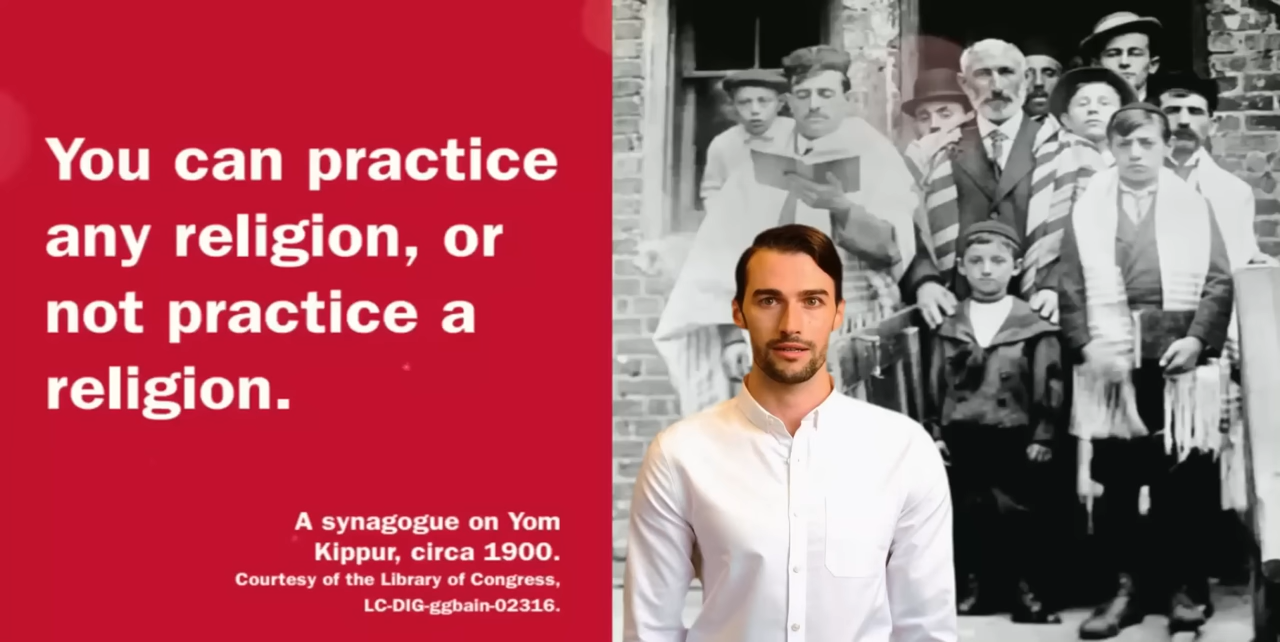 You can practice
any religion, or
not practice a
religion.
A synagogue on Yom
Kippur, circa 1900.
Courtesy of the Library of Congress,
LC-DIG-ggbain-02316.